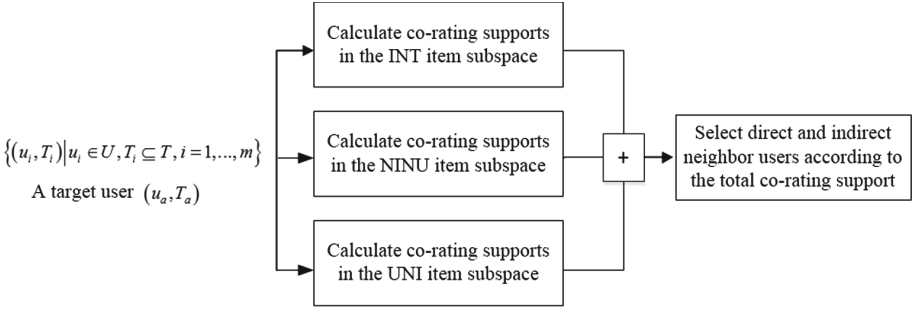 Calculate co-rating supports
in the INT item subspace
{(u_i, T_i)|u_i ∈ U, T_i ⊆ T, i = 1,..., m}
A target user (u_a, T_a)
Calculate co-rating supports
in the NINU item subspace
+
Select direct and indirect
neighbor users according to
the total co-rating support
Calculate co-rating supports
in the UNI item subspace